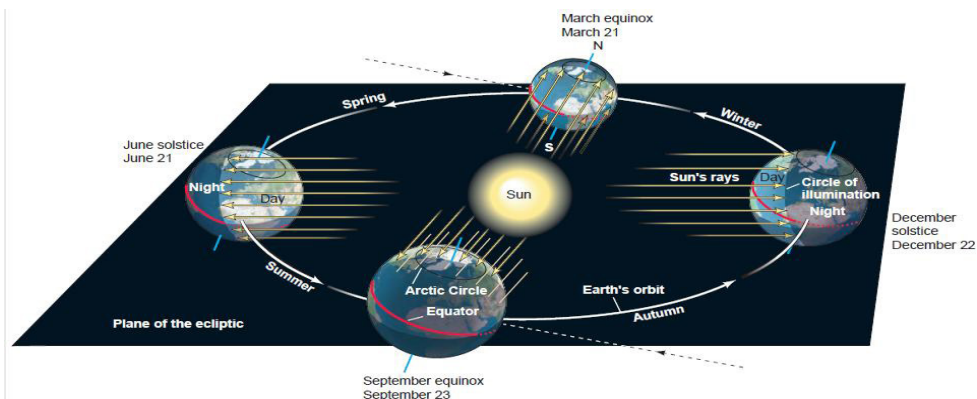 March equinox
March 21
N
Spring
Winter
June solstice
June 21
S
Night
Day
Sun
Sun's rays
Day
Circle of
illumination
Night
December
solstice
December 22
Summer
Arctic Circle
Equator
Earth's orbit
Autumn
Plane of the ecliptic
September equinox
September 23